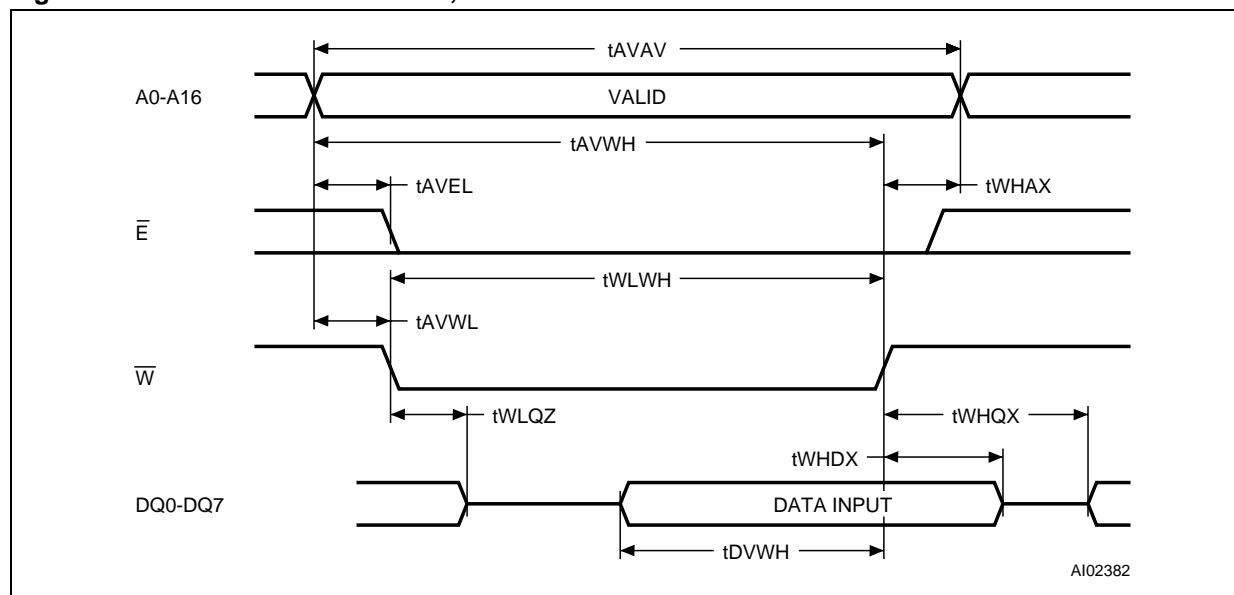 tAVAV
A0-A16
VALID
tAVWH
tAVEL
tWHAX
E̅
tWLWH
tAVWL
W̅
tWLQZ
tWHQX
tWHDX
DQ0-DQ7
DATA INPUT
tDVWH
AI02382